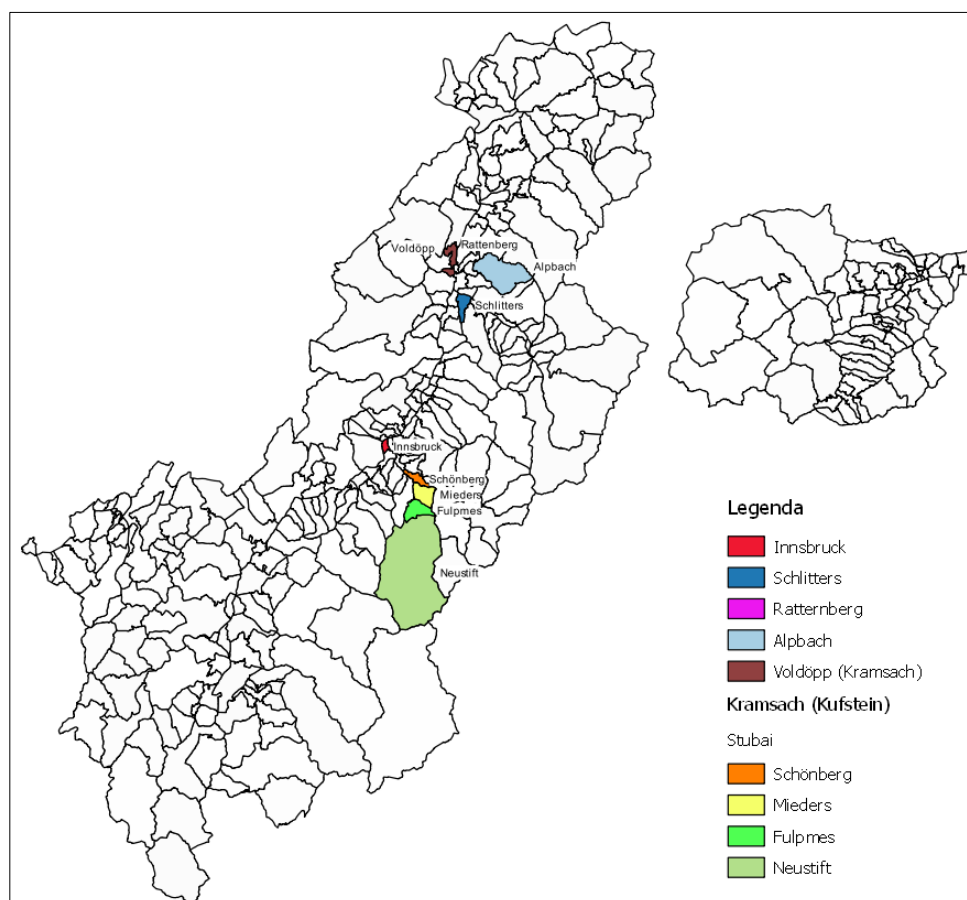 Voldöpp
Rattenberg
Alpbach
Schlitters
Innsbruck
Schönberg
Mieders
Fulpmes
Neustift
Legenda
Innsbruck
Schlitters
Ratternberg
Alpbach
Voldöpp (Kramsach)
Kramsach (Kufstein)
Stubai
Schönberg
Mieders
Fulpmes
Neustift